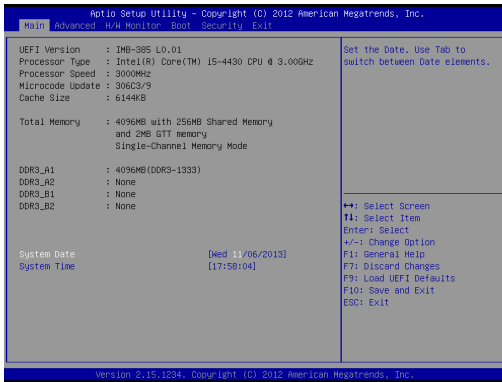 Aptio Setup Utility – Copyright (C) 2012 American Megatrends, Inc.
Main Advanced H/W Monitor Boot Security Exit
UEFI Version : IMB-385 L0.01
Processor Type : Intel(R) Core(TM) i5-4430 CPU @ 3.00GHz
Processor Speed : 3000MHz
Microcode Update : 306C3/9
Cache Size : 6144KB
Total Memory : 4096MB with 256MB Shared Memory
and 2MB GTT memory
Single-Channel Memory Mode
DDR3_A1 : 4096MB(DDR3-1333)
DDR3_A2 : None
DDR3_B1 : None
DDR3_B2 : None
System Date [Wed 11/06/2013]
System Time [17:58:04]
Set the Date. Use Tab to
switch between Date elements.
↔: Select Screen
↑↓: Select Item
Enter: Select
+/-: Change Option
F1: General Help
F7: Discard Changes
F9: Load UEFI Defaults
F10: Save and Exit
ESC: Exit
Version 2.15.1234. Copyright (C) 2012 American Megatrends, Inc.